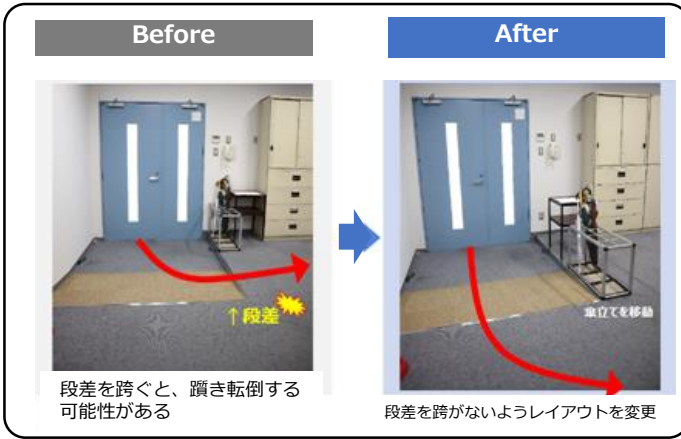 Before
After
↑段差
傘立てを移動
段差を跨ぐと、躓き転倒する
可能性がある
段差を跨がないようレイアウトを変更